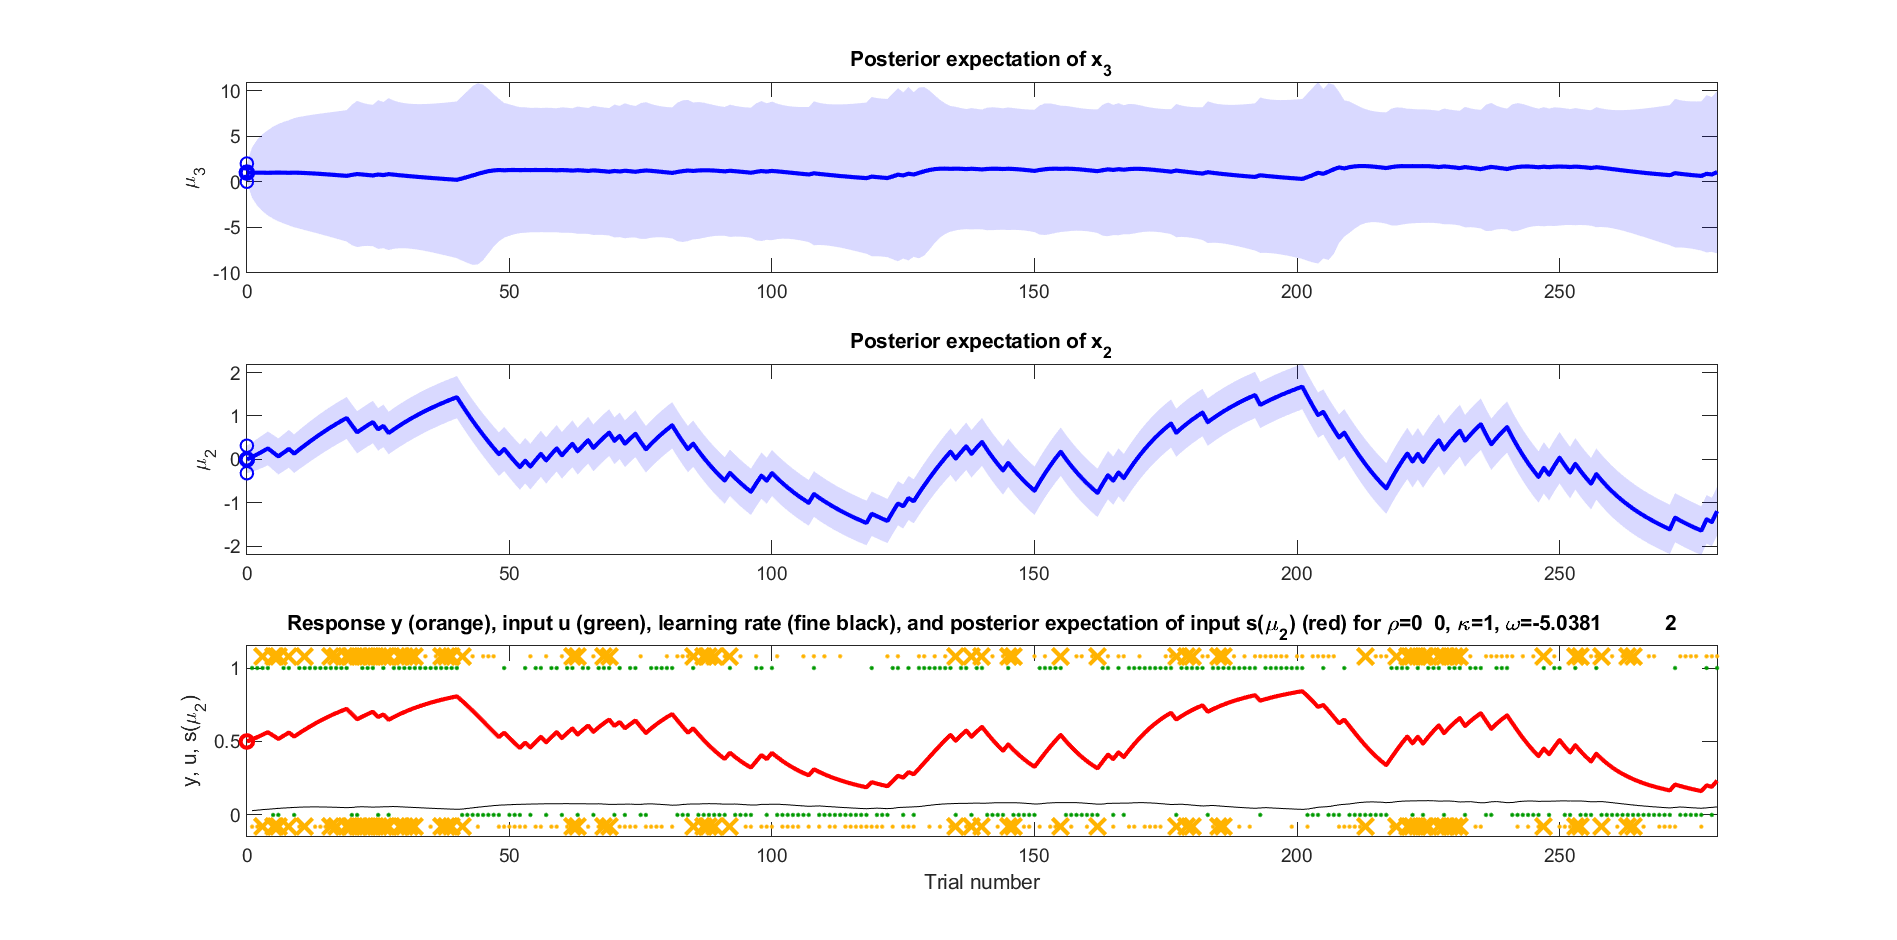 Posterior expectation of x3
10
5
0
-5
-10
μ3
0 50 100 150 200 250
Posterior expectation of x2
2
1
0
-1
-2
μ2
0 50 100 150 200 250
Response y (orange), input u (green), learning rate (fine black), and posterior expectation of input s(μ2) (red) for ρ=0 0, κ=1, ω=-5.0381 2
1
0.5
0
y, u, s(μ2)
0 50 100 150 200 250
Trial number